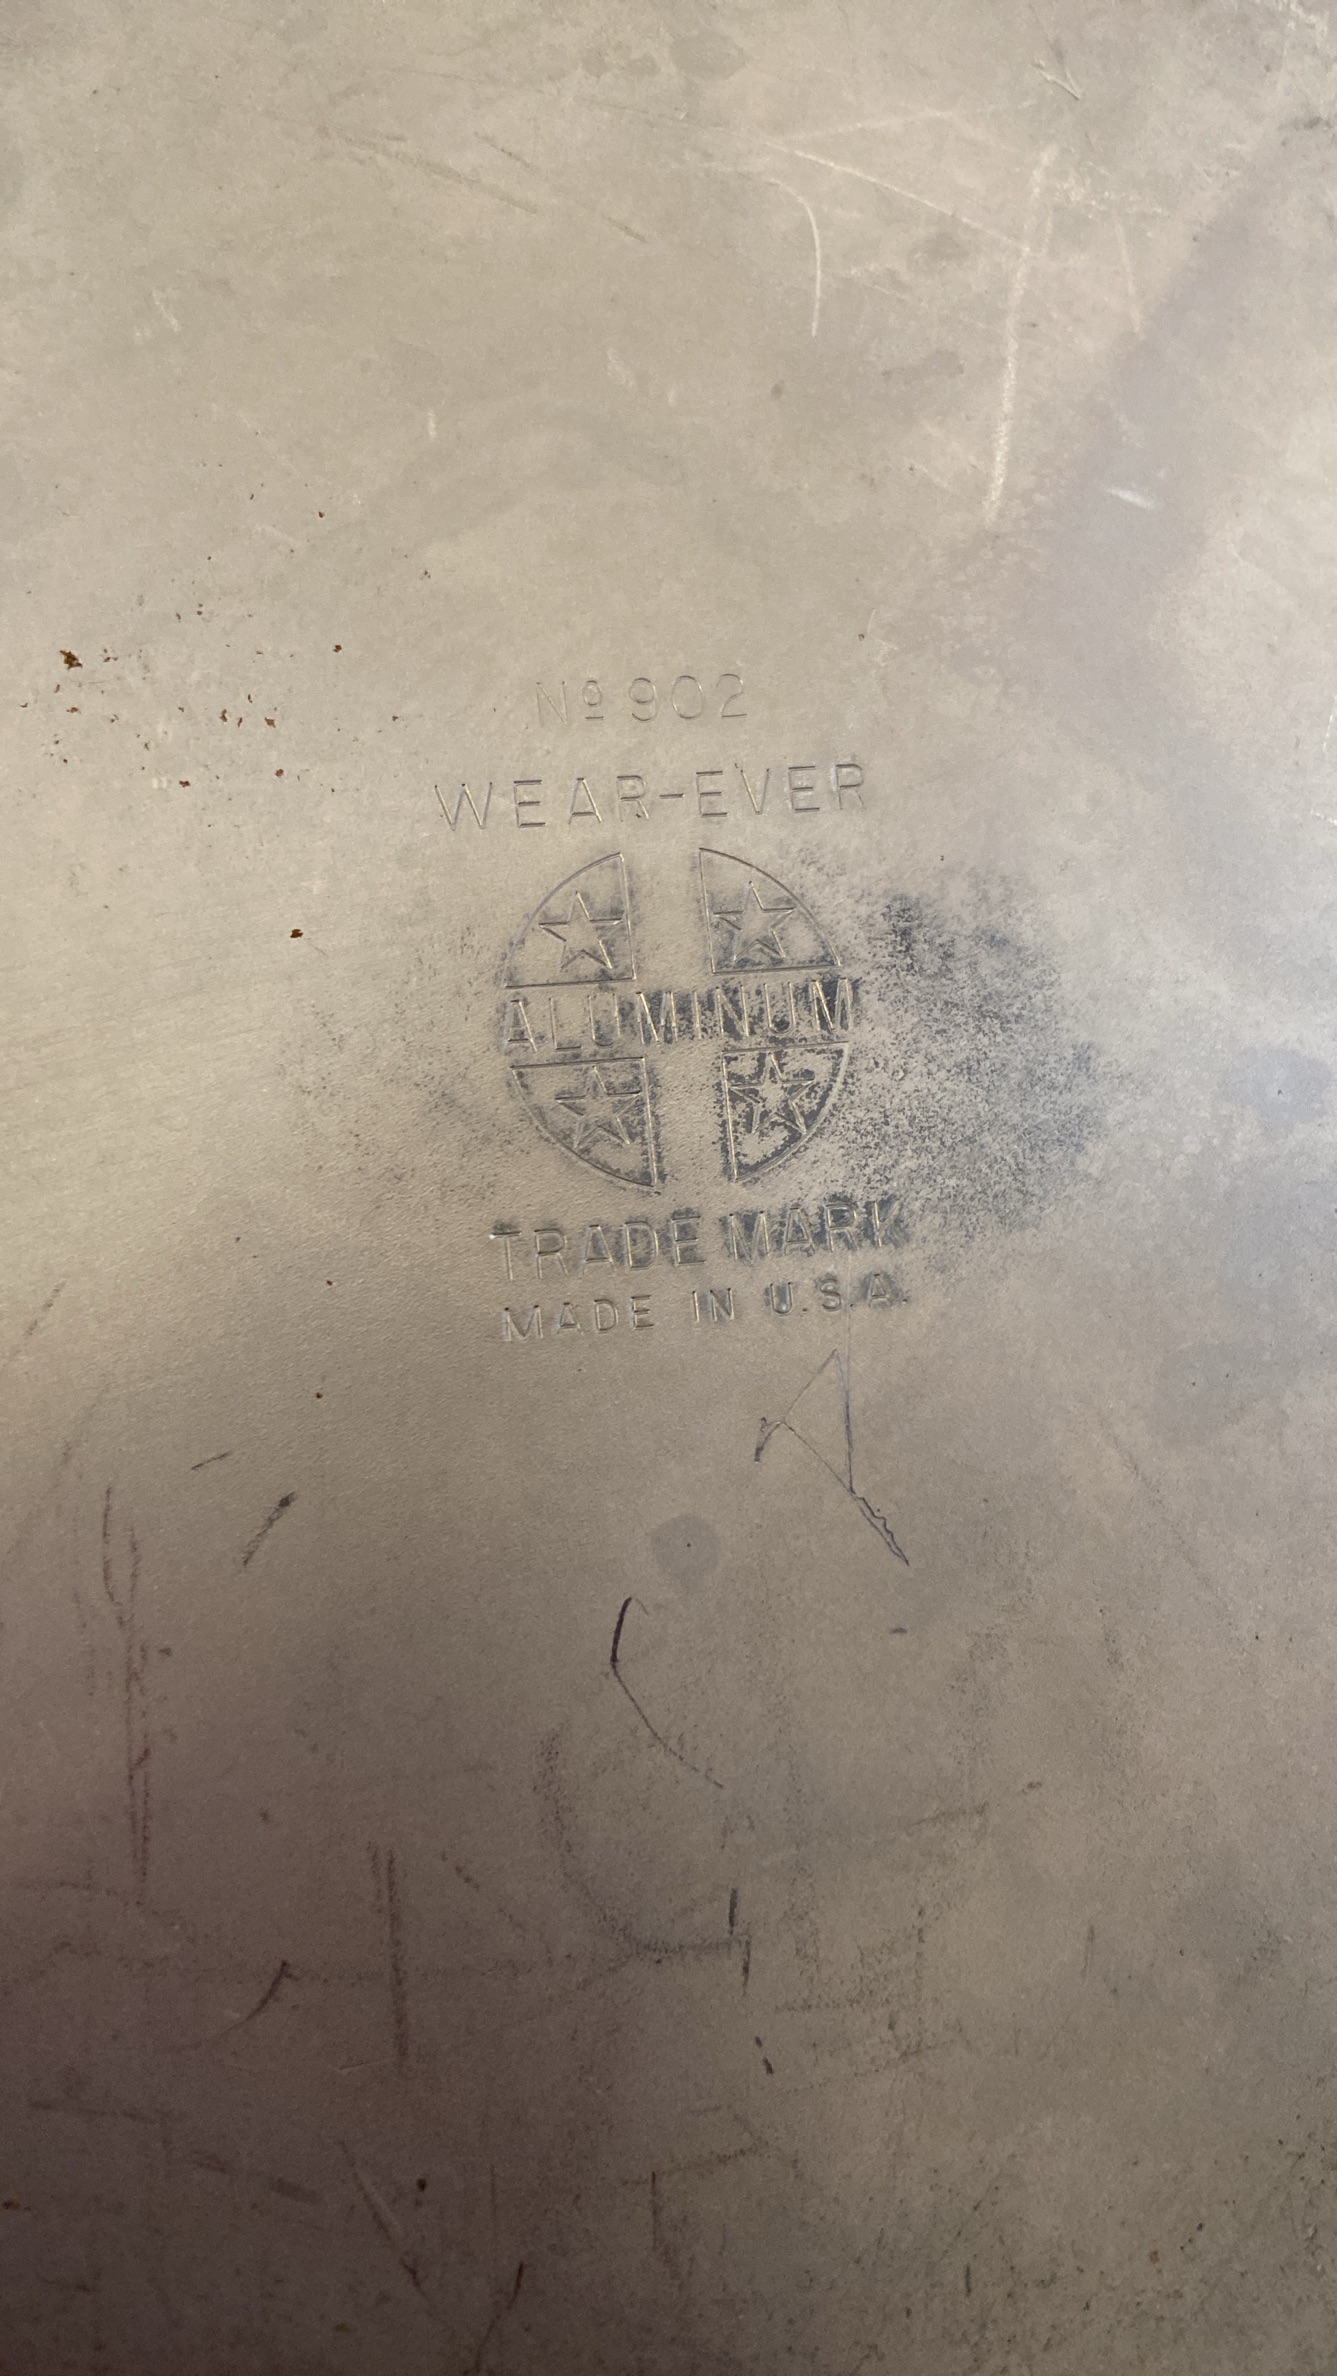 Nº 902
WEAR-EVER
ALUMINUM
TRADE MARK
MADE IN U.S.A.